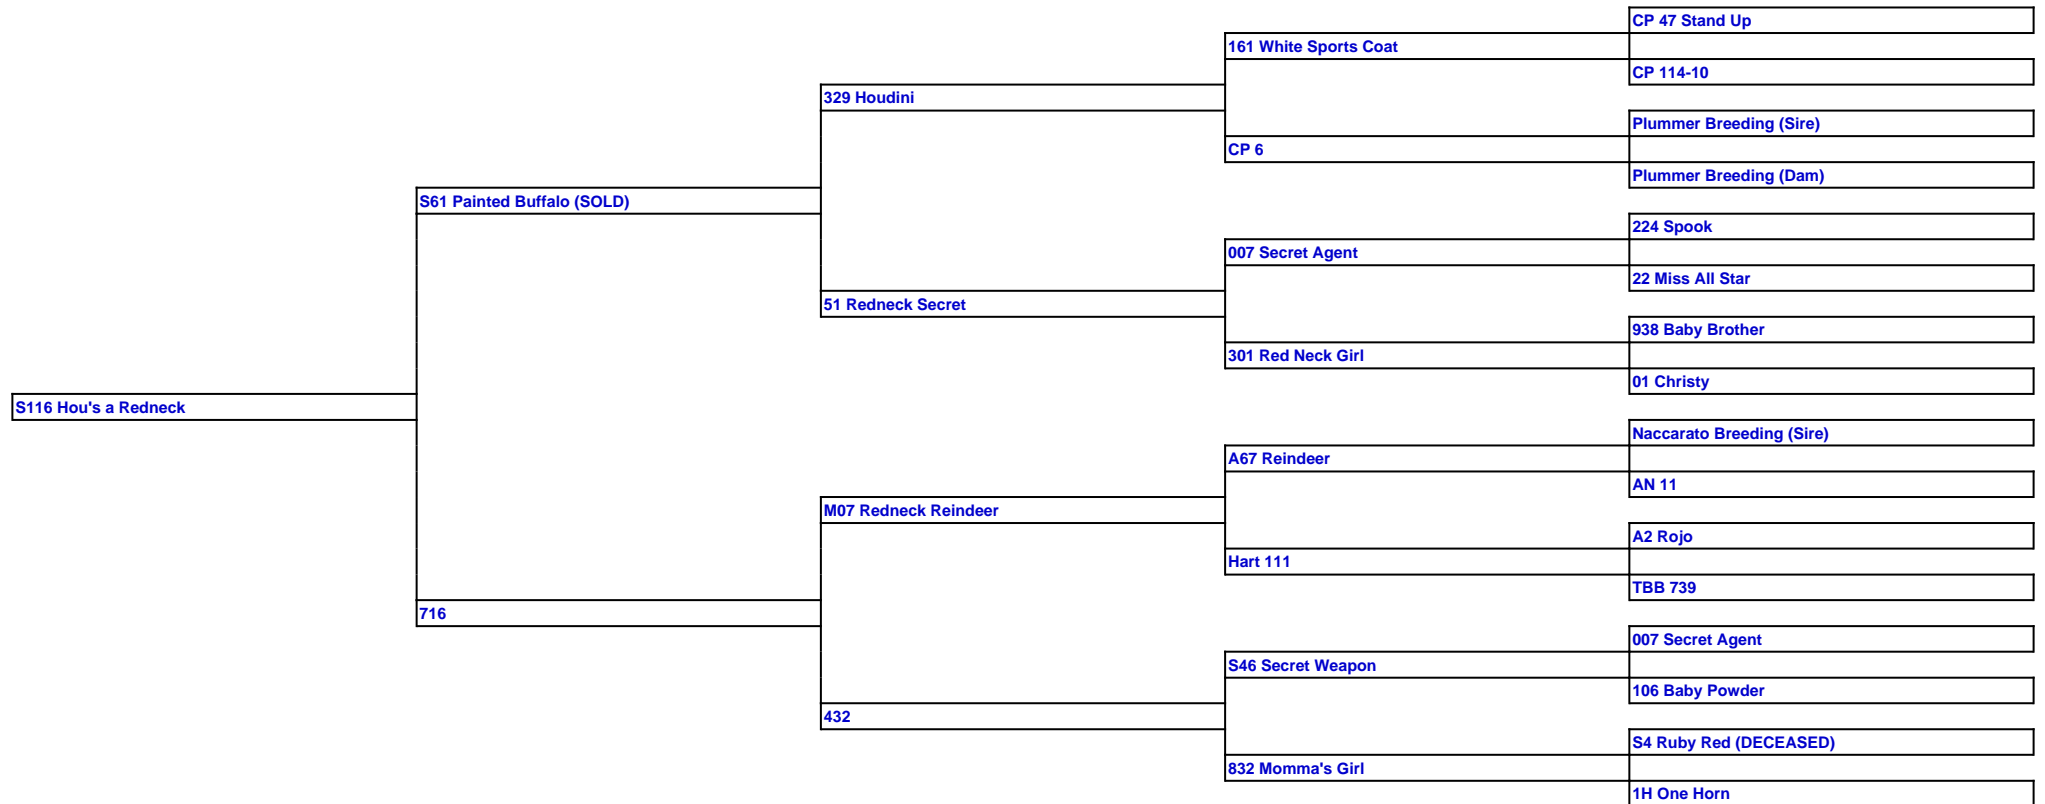 CP 47 Stand Up
161 White Sports Coat
CP 114-10
329 Houdini
Plummer Breeding (Sire)
CP 6
Plummer Breeding (Dam)
S61 Painted Buffalo (SOLD)
224 Spook
007 Secret Agent
22 Miss All Star
51 Redneck Secret
938 Baby Brother
301 Red Neck Girl
01 Christy
S116 Hou's a Redneck
Naccarato Breeding (Sire)
A67 Reindeer
AN 11
M07 Redneck Reindeer
A2 Rojo
Hart 111
TBB 739
716
007 Secret Agent
S46 Secret Weapon
106 Baby Powder
432
S4 Ruby Red (DECEASED)
832 Momma's Girl
1H One Horn